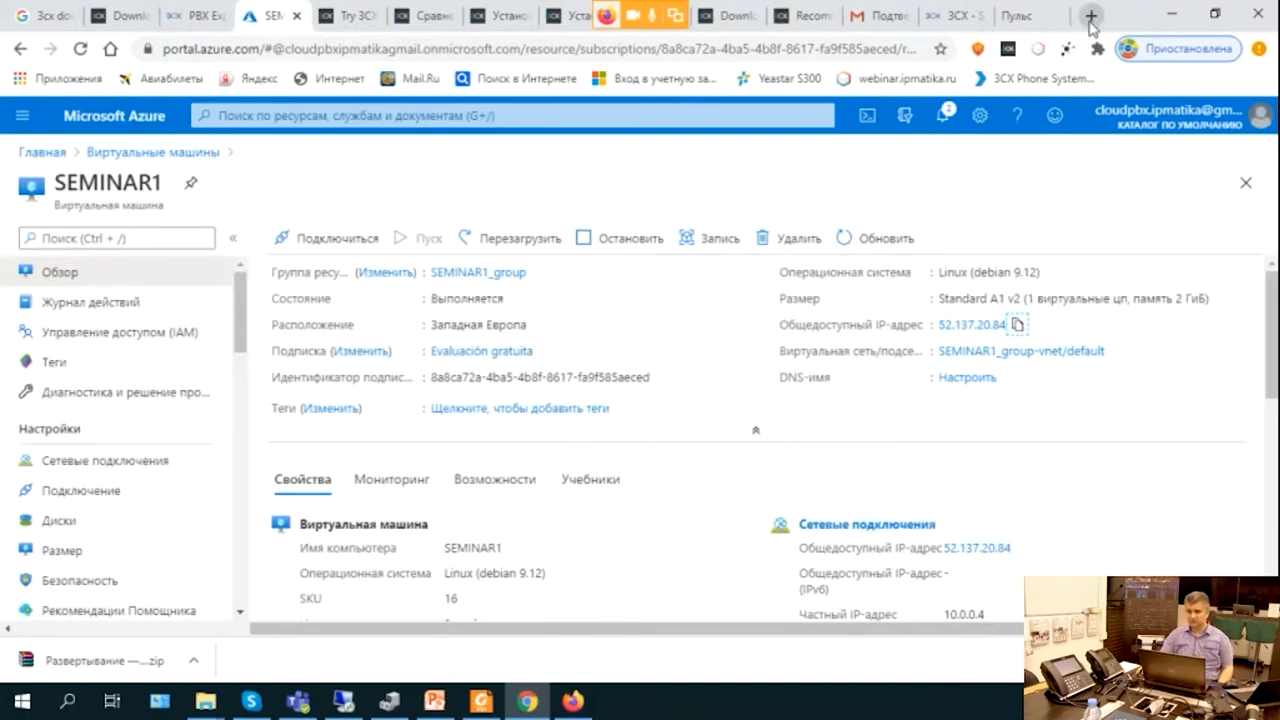 3cx do
Downlo
PBX Exp
SEM
Try 3CX
Сравне
Устано
Уста
Downlo
Recom
Подтве
3CX - S
Пульс
portal.azure.com/#@cloudpbxipmatikagmail.onmicrosoft.com/resource/subscriptions/8a8ca72a-4ba5-4b8f-8617-fa9f585aeced/r...
Приостановлена
Приложения
Авиабилеты
Яндекс
Интернет
Mail.Ru
Поиск в Интернете
Вход в учетную за...
Yeastar S300
webinar.ipmatika.ru
3CX Phone System...
Microsoft Azure
Поиск по ресурсам, службам и документам (G+/)
2
cloudpbx.ipmatika@gm...
КАТАЛОГ ПО УМОЛЧАНИЮ
Главная > Виртуальные машины >
SEMINAR1
Виртуальная машина
Поиск (Ctrl + /)
«
Подключиться
Пуск
Перезагрузить
Остановить
Запись
Удалить
Обновить
Обзор
Журнал действий
Управление доступом (IAM)
Теги
Диагностика и решение про...
Настройки
Сетевые подключения
Подключение
Диски
Размер
Безопасность
Рекомендации Помощника
Группа ресу... (Изменить) : SEMINAR1_group
Состояние : Выполняется
Расположение : Западная Европа
Подписка (Изменить) : Evaluación gratuita
Идентификатор подпис... : 8a8ca72a-4ba5-4b8f-8617-fa9f585aeced
Теги (Изменить) : Щелкните, чтобы добавить теги
Операционная система : Linux (debian 9.12)
Размер : Standard A1 v2 (1 виртуальные цп, память 2 ГиБ)
Общедоступный IP-адрес : 52.137.20.84
Виртуальная сеть/подсе... : SEMINAR1_group-vnet/default
DNS-имя : Настроить
Свойства
Мониторинг
Возможности
Учебники
Виртуальная машина
Имя компьютера SEMINAR1
Операционная система Linux (debian 9.12)
SKU 16
Сетевые подключения
Общедоступный IP-адрес 52.137.20.84
Общедоступный IP-адрес -
(IPv6)
Частный IP-адрес 10.0.0.4
Развертывание —....zip